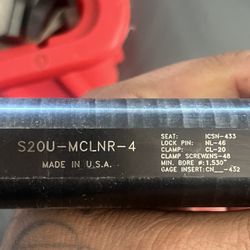 S20U-MCLNR-4
MADE IN U.S.A.
SEAT: ICSN-433
LOCK PIN: NL-46
CLAMP: CL-20
CLAMP SCREW:XNS-48
MIN. BORE #:1.530"
GAGE INSERT:CN__-432